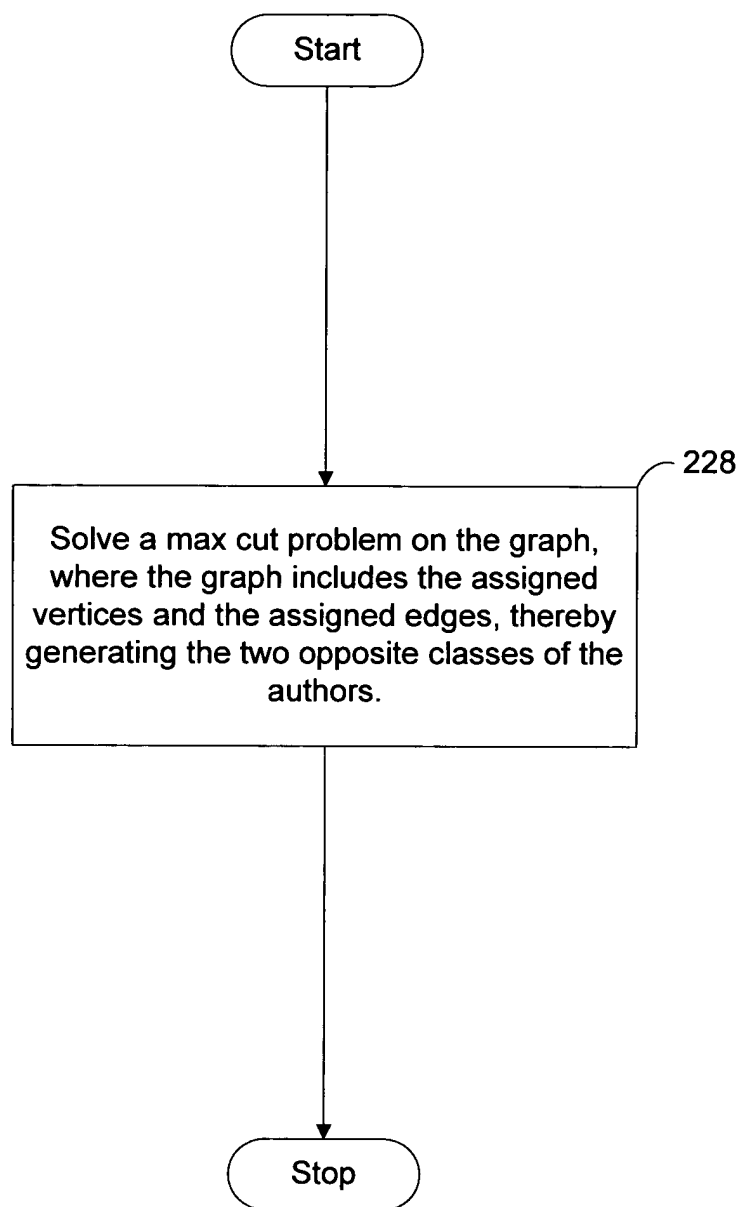 Start
228
Solve a max cut problem on the graph,
where the graph includes the assigned
vertices and the assigned edges, thereby
generating the two opposite classes of the
authors.
Stop